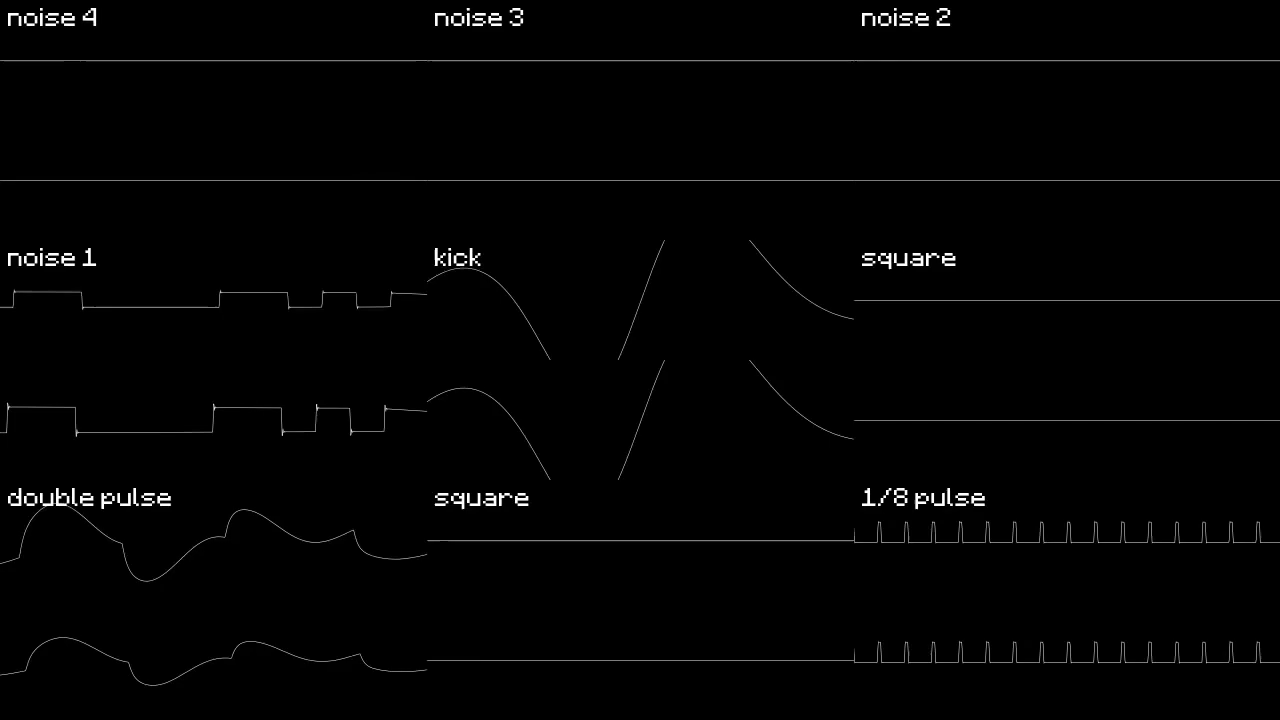 noise 4
noise 3
noise 2
noise 1
kick
square
double pulse
square
1/8 pulse